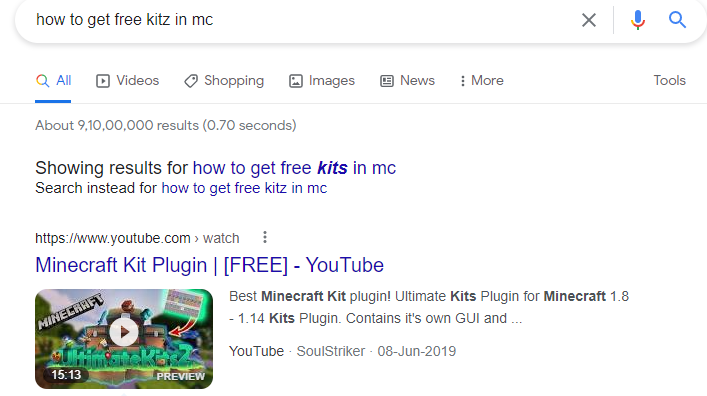 how to get free kitz in mc
All Videos Shopping Images News More Tools
About 9,10,00,000 results (0.70 seconds)
Showing results for how to get free kits in mc
Search instead for how to get free kitz in mc
https://www.youtube.com › watch
Minecraft Kit Plugin | [FREE] - YouTube
MINECRAFT
UltimateKits2
15:13
PREVIEW
Best Minecraft Kit plugin! Ultimate Kits Plugin for Minecraft 1.8
- 1.14 Kits Plugin. Contains it's own GUI and ...
YouTube · SoulStriker · 08-Jun-2019